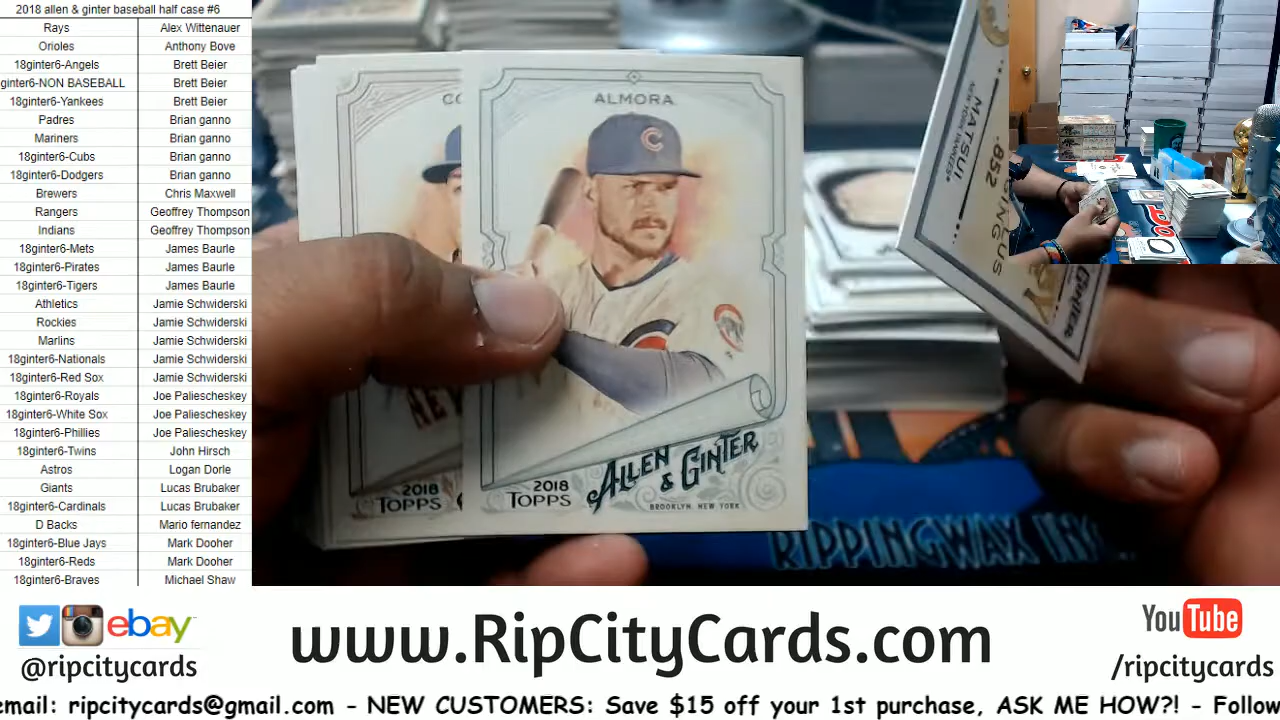 2018 allen & ginter baseball half case #6
Rays Alex Wittenauer
Orioles Anthony Bove
18ginter6-Angels Brett Beier
ginter6-NON BASEBALL Brett Beier
18ginter6-Yankees Brett Beier
Padres Brian ganno
Mariners Brian ganno
18ginter6-Cubs Brian ganno
18ginter6-Dodgers Brian ganno
Brewers Chris Maxwell
Rangers Geoffrey Thompson
Indians Geoffrey Thompson
18ginter6-Mets James Baurle
18ginter6-Pirates James Baurle
18ginter6-Tigers James Baurle
Athletics Jamie Schwiderski
Rockies Jamie Schwiderski
Marlins Jamie Schwiderski
18ginter6-Nationals Jamie Schwiderski
18ginter6-Red Sox Jamie Schwiderski
18ginter6-Royals Joe Paliescheskey
18ginter6-White Sox Joe Paliescheskey
18ginter6-Phillies Joe Paliescheskey
18ginter6-Twins John Hirsch
Astros Logan Dorle
Giants Lucas Brubaker
18ginter6-Cardinals Lucas Brubaker
D Backs Mario fernandez
18ginter6-Blue Jays Mark Dooher
18ginter6-Reds Mark Dooher
18ginter6-Braves Michael Shaw
CO
NEW
2018
TOPPS
ALMORA
C
2018
TOPPS
ALLEN
& GINTER
BROOKLYN, NEW YORK
MATSUI
NEW YORK YANKEES
.852
GINTER
RIPPINGWAX
ebay
@ripcitycards
www.RipCityCards.com
YouTube
/ripcitycards
email: ripcitycards@gmail.com - NEW CUSTOMERS: Save $15 off your 1st purchase, ASK ME HOW?! - Follow